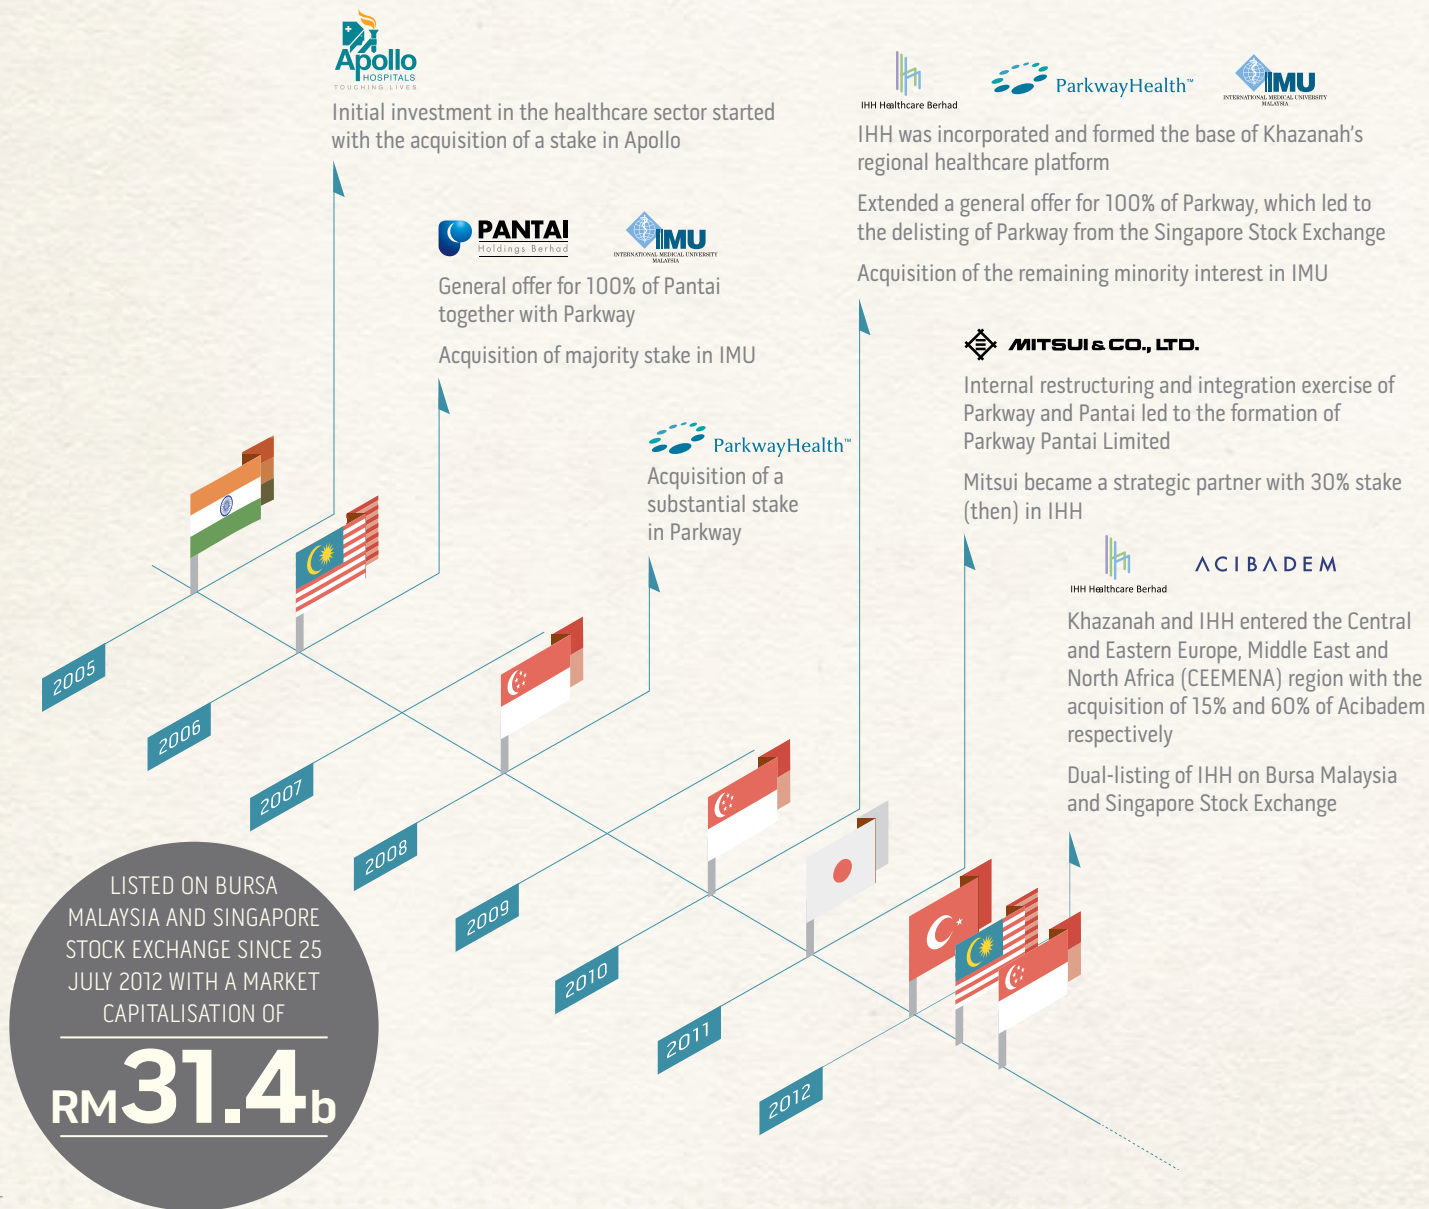 Apollo
HOSPITALS
TOUCHING LIVES
Initial investment in the healthcare sector started
with the acquisition of a stake in Apollo
PANTAI
Holdings Berhad
IMU
INTERNATIONAL MEDICAL UNIVERSITY
MALAYSIA
General offer for 100% of Pantai
together with Parkway
Acquisition of majority stake in IMU
ParkwayHealth™
Acquisition of a
substantial stake
in Parkway
IHH Healthcare Berhad
ParkwayHealth™
IMU
INTERNATIONAL MEDICAL UNIVERSITY
MALAYSIA
IHH was incorporated and formed the base of Khazanah's
regional healthcare platform
Extended a general offer for 100% of Parkway, which led to
the delisting of Parkway from the Singapore Stock Exchange
Acquisition of the remaining minority interest in IMU
MITSUI & CO., LTD.
Internal restructuring and integration exercise of
Parkway and Pantai led to the formation of
Parkway Pantai Limited
Mitsui became a strategic partner with 30% stake
(then) in IHH
IHH Healthcare Berhad
ACIBADEM
Khazanah and IHH entered the Central
and Eastern Europe, Middle East and
North Africa (CEEMENA) region with the
acquisition of 15% and 60% of Acibadem
respectively
Dual-listing of IHH on Bursa Malaysia
and Singapore Stock Exchange
2005
2006
2007
2008
2009
2010
2011
2012
LISTED ON BURSA
MALAYSIA AND SINGAPORE
STOCK EXCHANGE SINCE 25
JULY 2012 WITH A MARKET
CAPITALISATION OF
RM31.4b